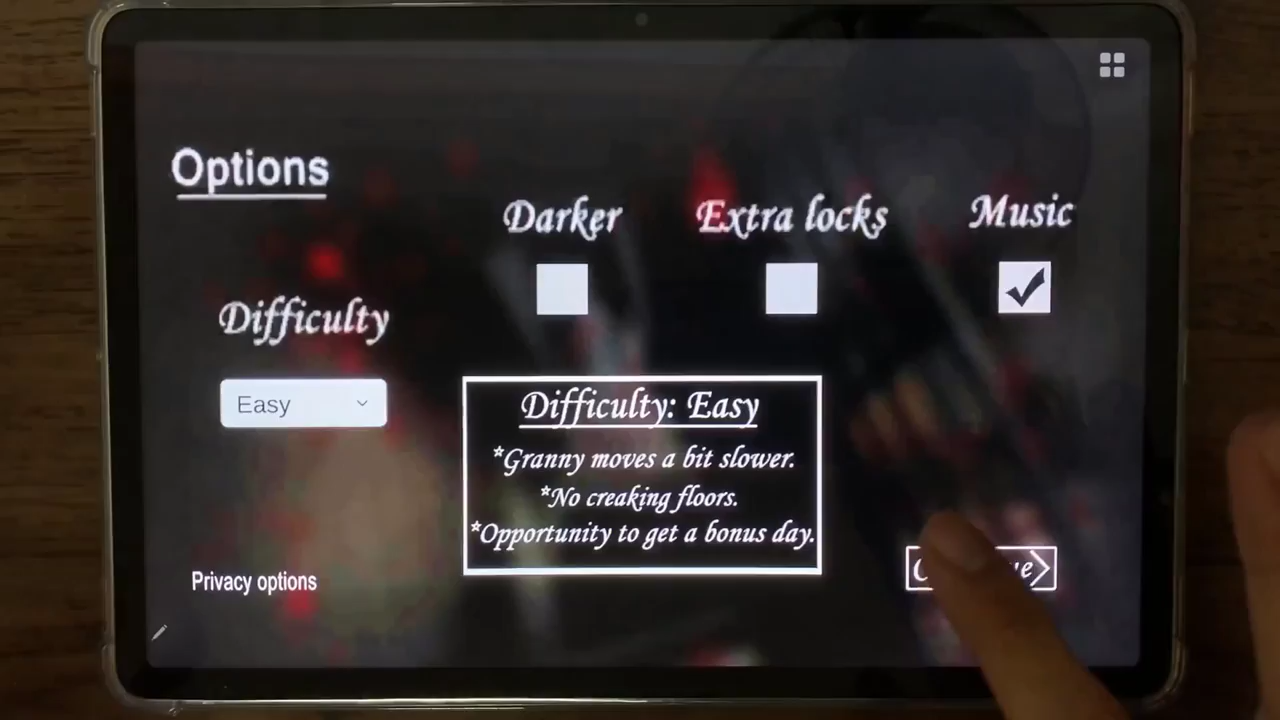 Options
Darker
Extra locks
Music
Difficulty
Easy
Difficulty: Easy
*Granny moves a bit slower.
*No creaking floors.
*Opportunity to get a bonus day.
Privacy options